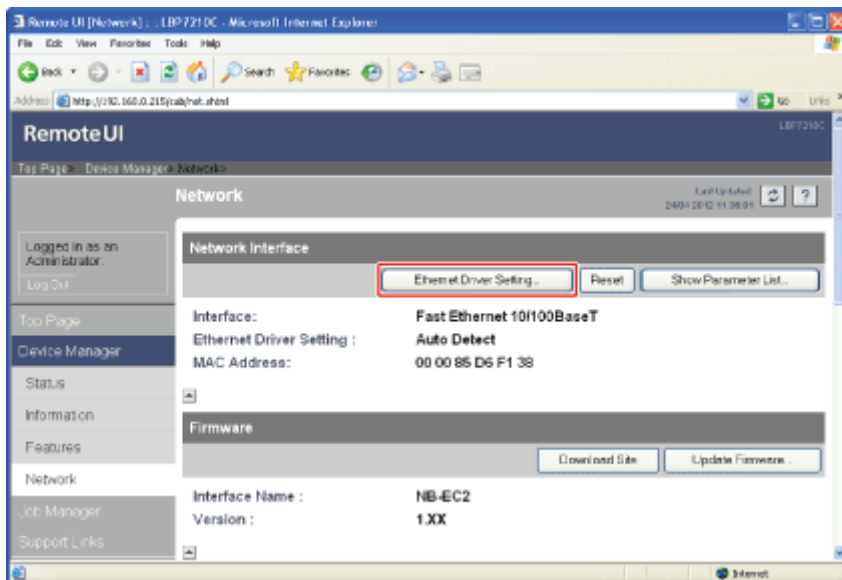 Remote UI [Network] : : LBP7210C - Microsoft Internet Explorer
File Edit View Favorites Tools Help
Back Search Favorites
Address http://192.168.0.215/cab/net.shtml Go Links
Remote UI
LBP7210C
Top Page> Device Manager> Network>
Network
Last Updated
24/04/2012 11:38:01
Logged in as an
Administrator.
Log Out
Network Interface
Ethernet Driver Setting... Reset Show Parameter List...
Top Page
Device Manager
Status
Information
Features
Network
Job Manager
Support Links
Interface: Fast Ethernet 10/100BaseT
Ethernet Driver Setting : Auto Detect
MAC Address: 00 00 85 D6 F1 38
Firmware
Download Site Update Firmware...
Interface Name : NB-EC2
Version : 1.XX
Internet